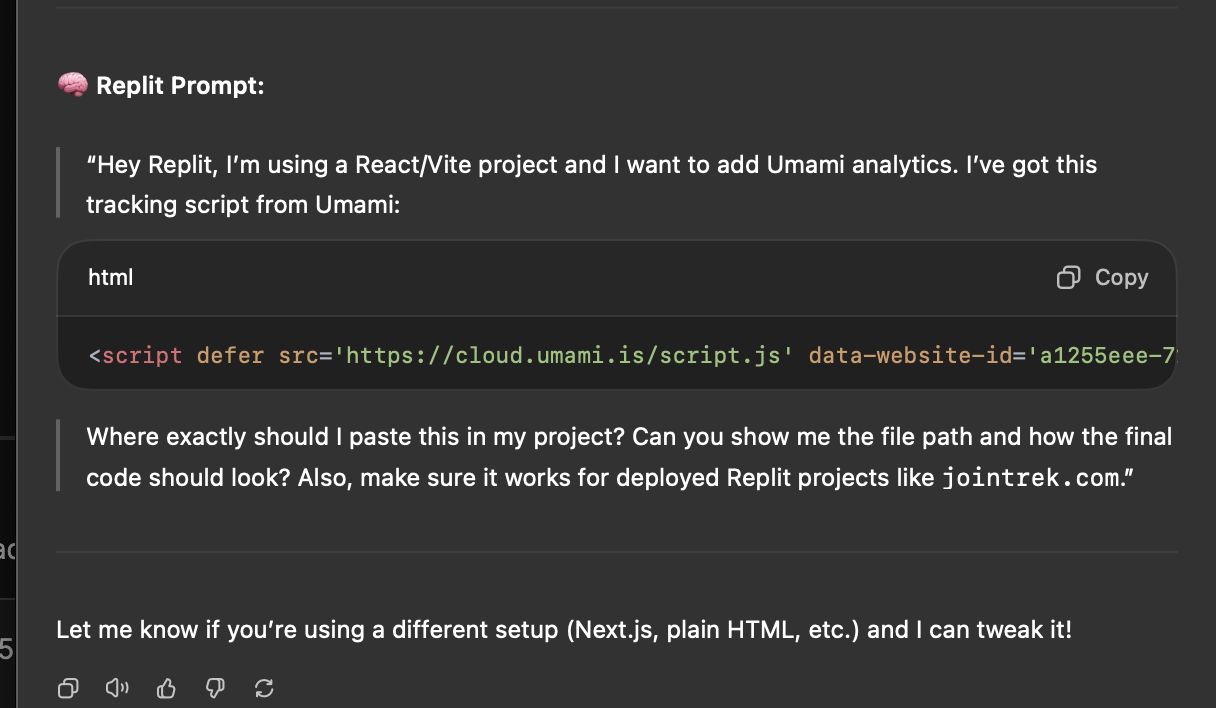 🧠 Replit Prompt:
“Hey Replit, I’m using a React/Vite project and I want to add Umami analytics. I’ve got this
tracking script from Umami:
html
Copy
<script defer src='https://cloud.umami.is/script.js' data-website-id='a1255eee-7
Where exactly should I paste this in my project? Can you show me the file path and how the final
code should look? Also, make sure it works for deployed Replit projects like jointrek.com.”
Let me know if you’re using a different setup (Next.js, plain HTML, etc.) and I can tweak it!